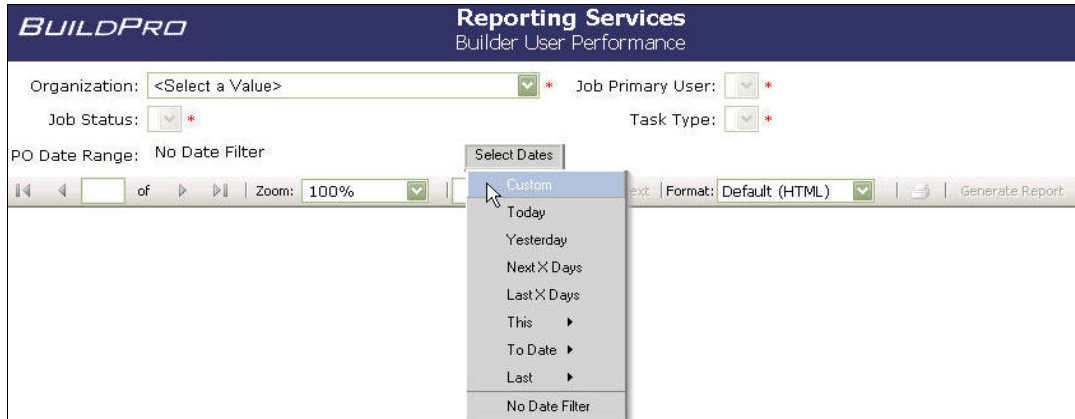 BUILDPRO
Reporting Services
Builder User Performance
Organization: <Select a Value> * Job Primary User: *
Job Status: * Task Type: *
PO Date Range: No Date Filter Select Dates
of | Zoom: 100% | | Format: Default (HTML) | | Generate Report
Custom
Today
Yesterday
Next X Days
Last X Days
This
To Date
Last
No Date Filter